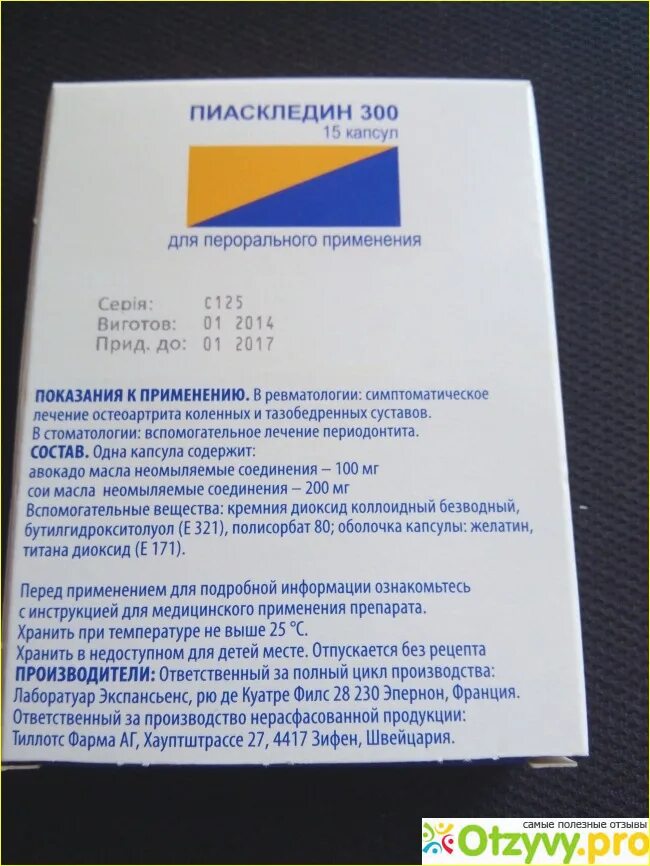 ПИАСКЛЕДИН 300
15 капсул
для перорального применения
Серія: С125
Виготов: 01 2014
Прид. до: 01 2017
ПОКАЗАНИЯ К ПРИМЕНЕНИЮ. В ревматологии: симптоматическое
лечение остеоартрита коленных и тазобедренных суставов.
В стоматологии: вспомогательное лечение периодонтита.
СОСТАВ. Одна капсула содержит:
авокадо масла неомыляемые соединения – 100 мг
сои масла неомыляемые соединения – 200 мг
Вспомогательные вещества: кремния диоксид коллоидный безводный,
бутилгидрокситолуол (Е 321), полисорбат 80; оболочка капсулы: желатин,
титана диоксид (Е 171).
Перед применением для подробной информации ознакомьтесь
с инструкцией для медицинского применения препарата.
Хранить при температуре не выше 25 °С.
Хранить в недоступном для детей месте. Отпускается без рецепта
ПРОИЗВОДИТЕЛИ: Ответственный за полный цикл производства:
Лаборатуар Экспансьенс, рю де Куатре Филс 28 230 Эпернон, Франция.
Ответственный за производство нерасфасованной продукции:
Тиллотс Фарма АГ, Хауптштрассе 27, 4417 Зифен, Швейцария.
самые полезные отзывы
Otzyvy.pro